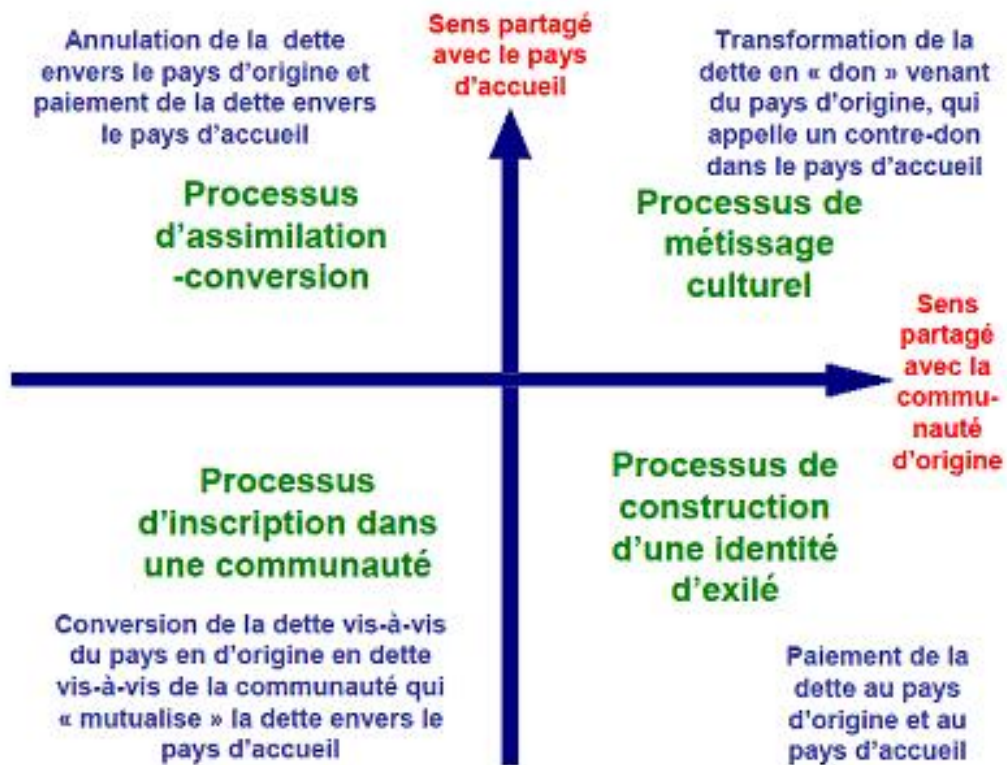 Annulation de la dette
envers le pays d'origine et
paiement de la dette envers
le pays d'accueil
Sens partagé
avec le pays
d'accueil
Transformation de la
dette en « don » venant
du pays d'origine, qui
appelle un contre-don
dans le pays d'accueil
Processus
d'assimilation
-conversion
Processus de
métissage
culturel
Sens
partagé
avec la
commu-
nauté
d'origine
Processus
d'inscription dans
une communauté
Processus de
construction
d'une identité
d'exilé
Conversion de la dette vis-à-vis
du pays en d'origine en dette
vis-à-vis de la communauté qui
« mutualise » la dette envers le
pays d'accueil
Paiement de la
dette au pays
d'origine et au
pays d'accueil